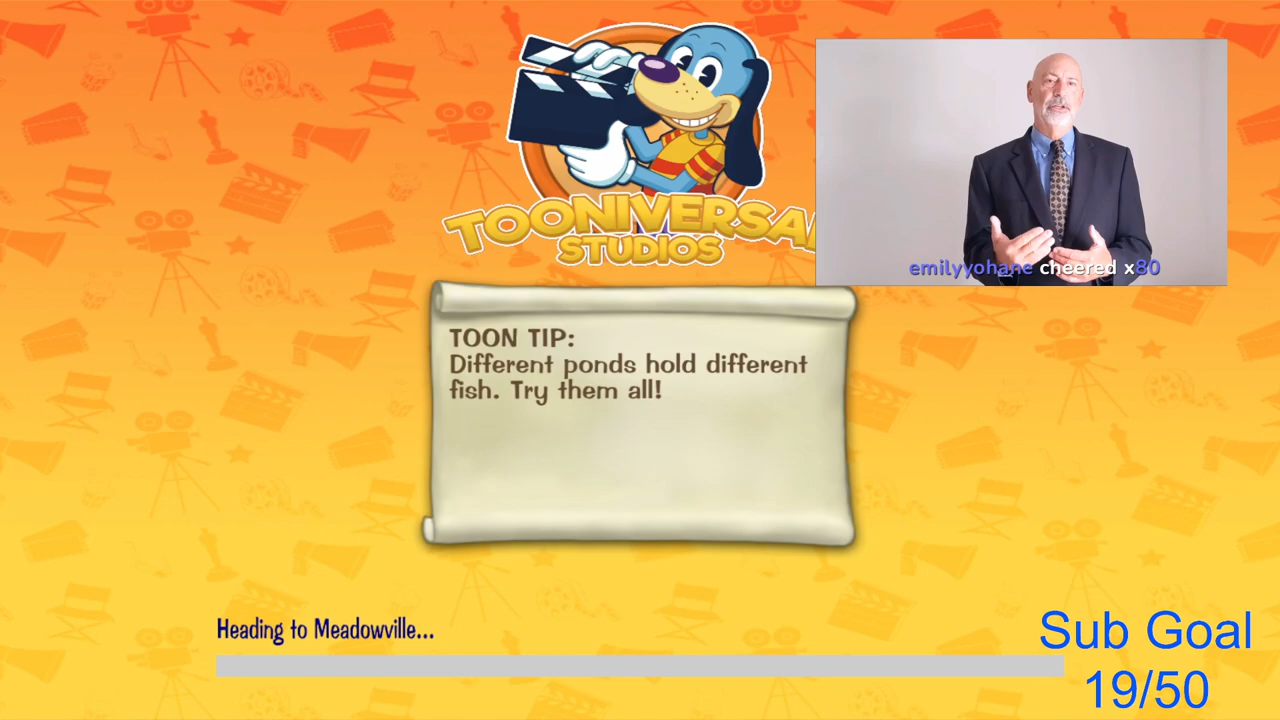 TOONIVERSAL
STUDIOS
emilyyohane cheered x80
TOON TIP:
Different ponds hold different
fish. Try them all!
Heading to Meadowville...
Sub Goal
19/50